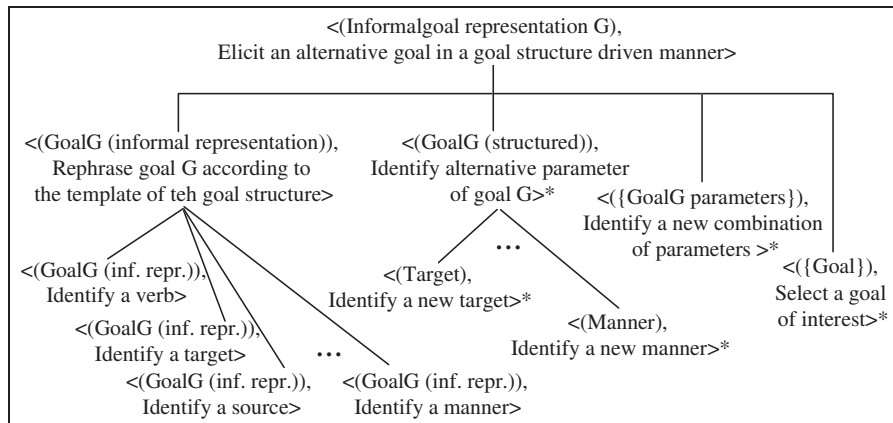 <(Informalgoal representation G),
Elicit an alternative goal in a goal structure driven manner>
<(GoalG (informal representation)),
Rephrase goal G according to
the template of teh goal structure>
<(GoalG (structured)),
Identify alternative parameter
of goal G>*
<({GoalG parameters}),
Identify a new combination
of parameters >*
<({Goal}),
Select a goal
of interest>*
<(GoalG (inf. repr.)),
Identify a verb>
<(GoalG (inf. repr.)),
Identify a target>
<(GoalG (inf. repr.)),
Identify a source>
...
<(GoalG (inf. repr.)),
Identify a manner>
<(Target),
Identify a new target>*
...
<(Manner),
Identify a new manner>*